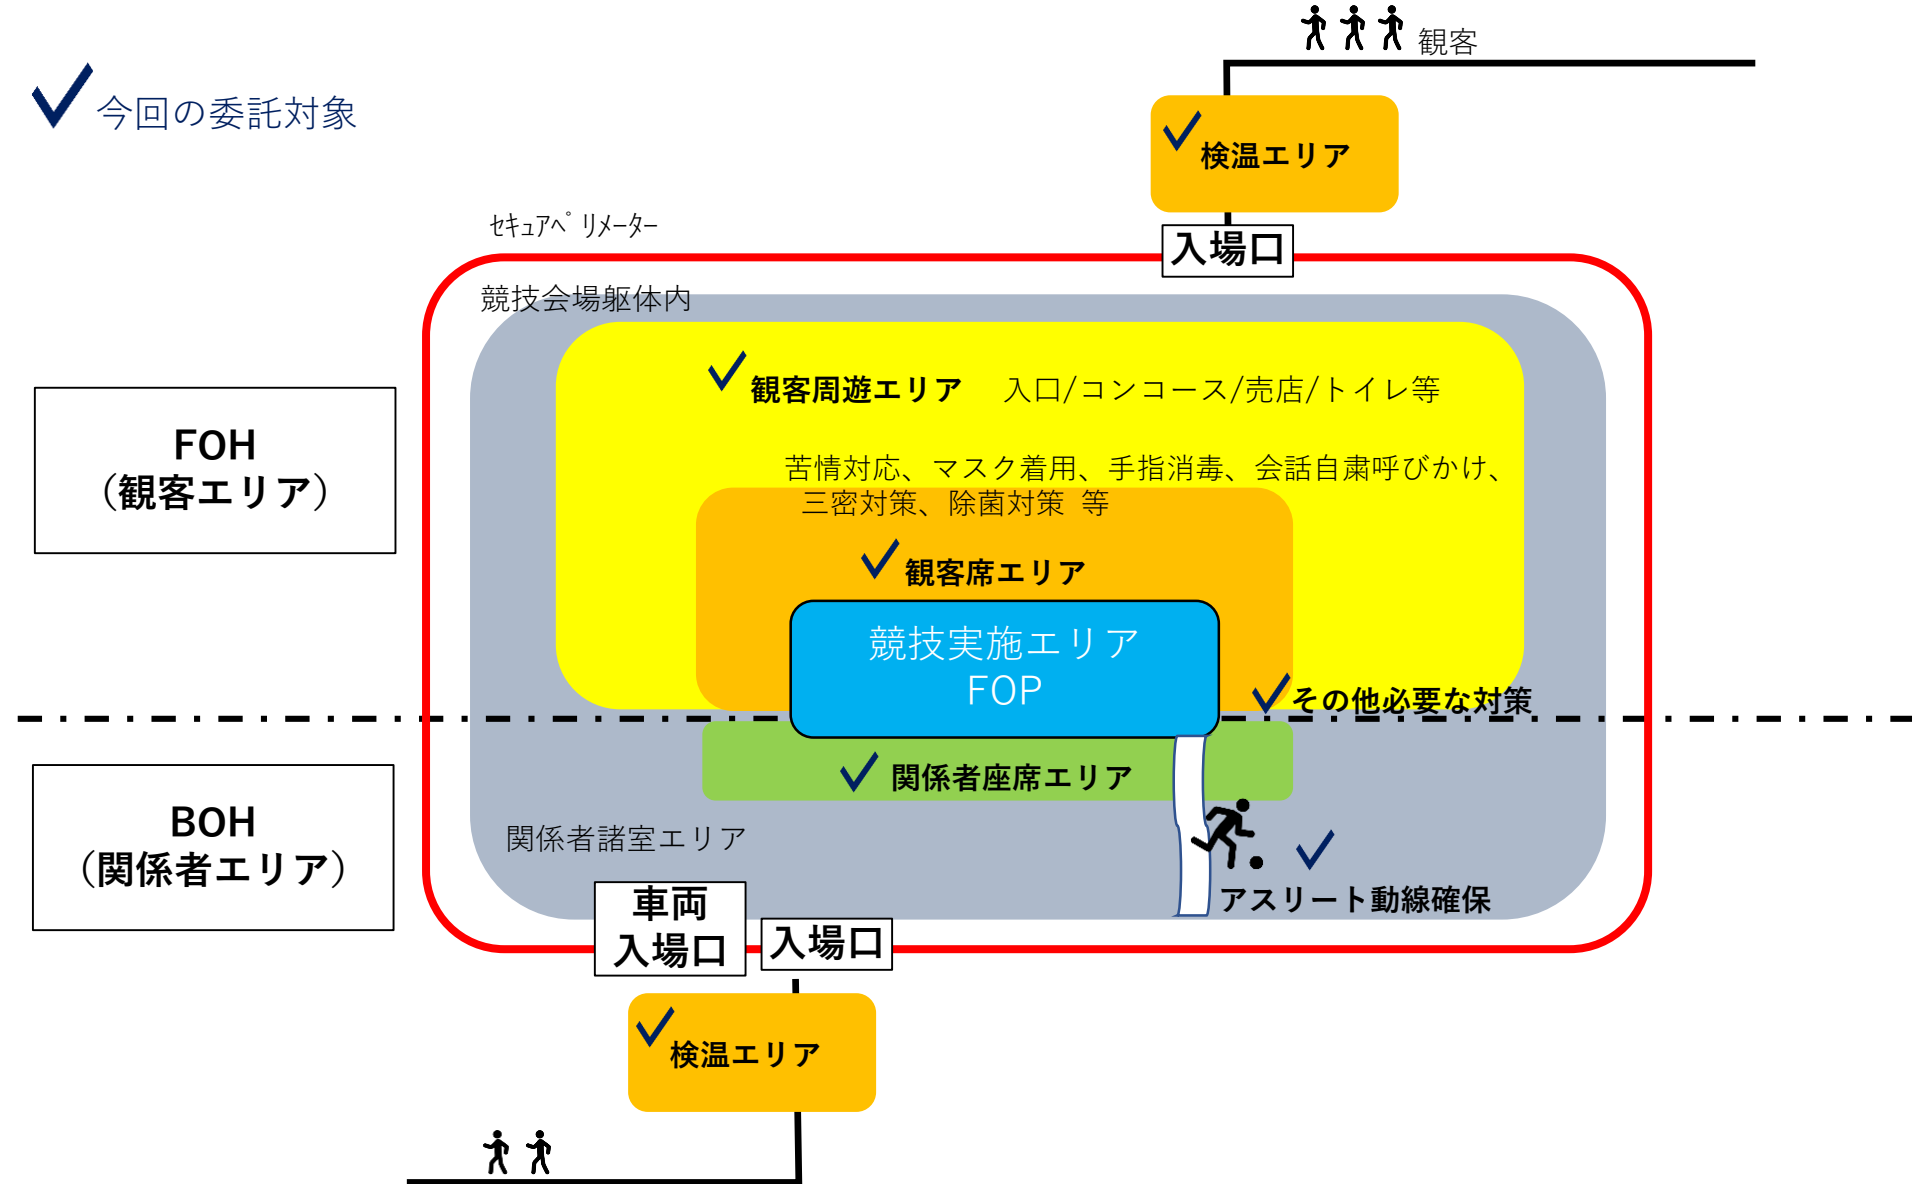 観客
今回の委託対象
検温エリア
ｾｷｭｱﾍﾟﾘﾒｰﾀｰ
入場口
競技会場躯体内
観客周遊エリア　入口/コンコース/売店/トイレ等
FOH
（観客エリア）
苦情対応、マスク着用、手指消毒、会話自粛呼びかけ、
三密対策、除菌対策 等
観客席エリア
競技実施エリア
FOP
その他必要な対策
関係者座席エリア
BOH
（関係者エリア）
関係者諸室エリア
アスリート動線確保
車両
入場口
入場口
検温エリア